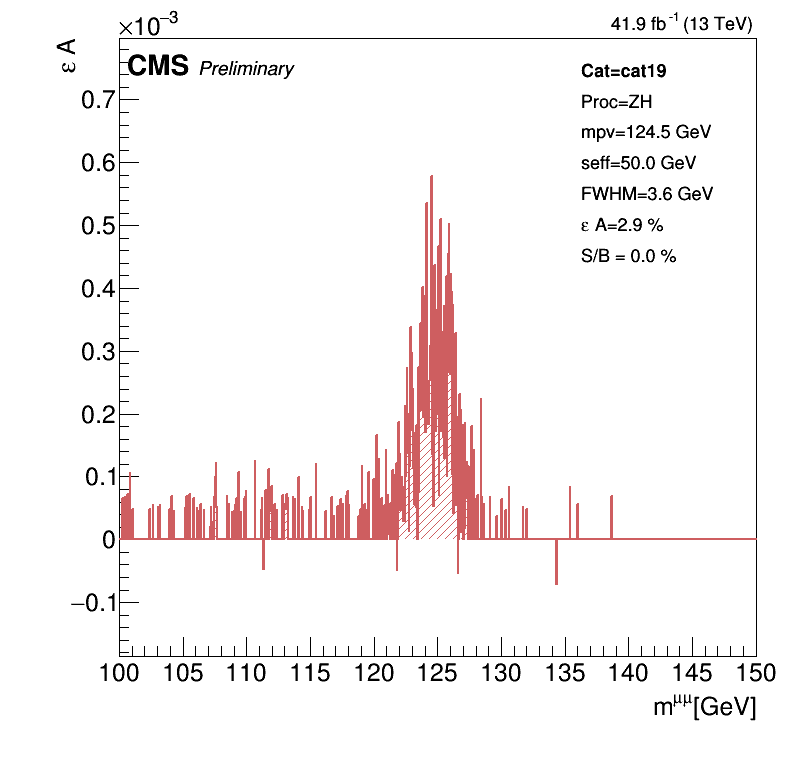 ×10⁻³
41.9 fb⁻¹ (13 TeV)
ε A
CMS Preliminary
Cat=cat19
Proc=ZH
mpv=124.5 GeV
seff=50.0 GeV
FWHM=3.6 GeV
ε A=2.9 %
S/B = 0.0 %
0.7
0.6
0.5
0.4
0.3
0.2
0.1
0
−0.1
100 105 110 115 120 125 130 135 140 145 150
m^μμ[GeV]